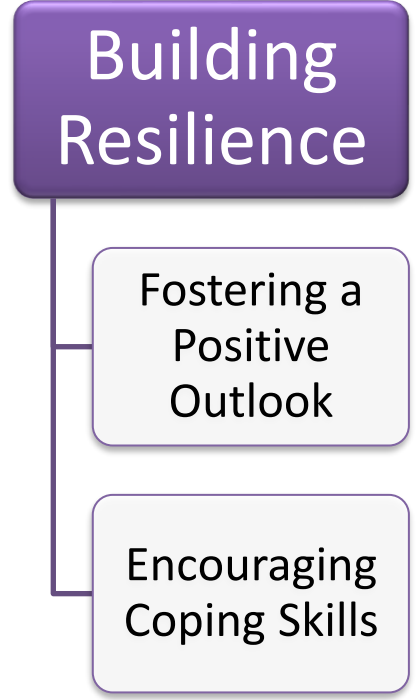 Building
Resilience
Fostering a
Positive
Outlook
Encouraging
Coping Skills